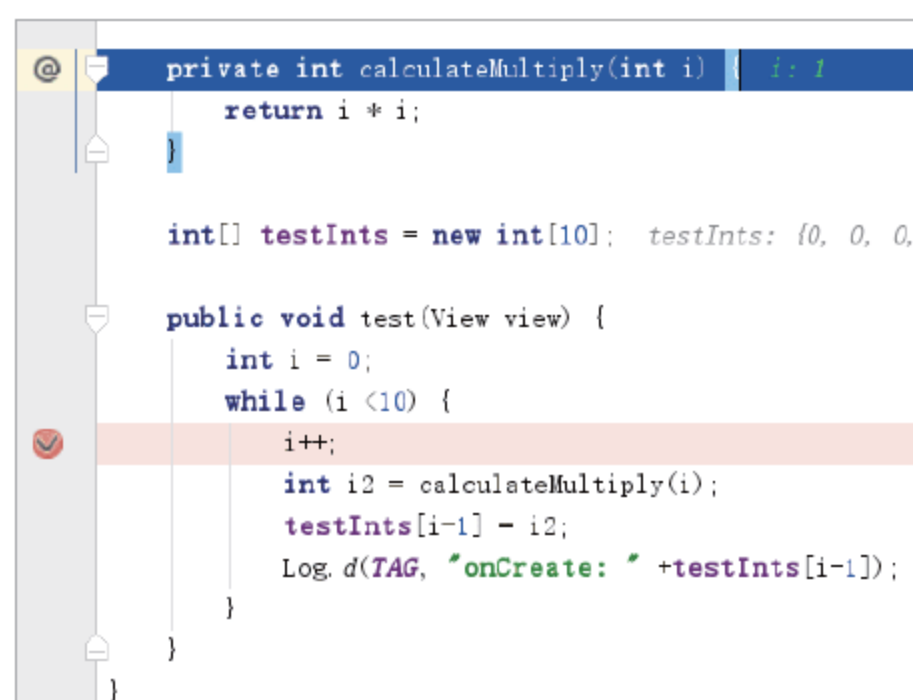 @ private int calculateMultiply(int i) { i: 1
return i * i;
}
int[] testInts = new int[10]; testInts: {0, 0, 0,
public void test(View view) {
int i = 0;
while (i <10) {
i++;
int i2 = calculateMultiply(i);
testInts[i-1] = i2;
Log.d(TAG, "onCreate: " +testInts[i-1]);
}
}
}